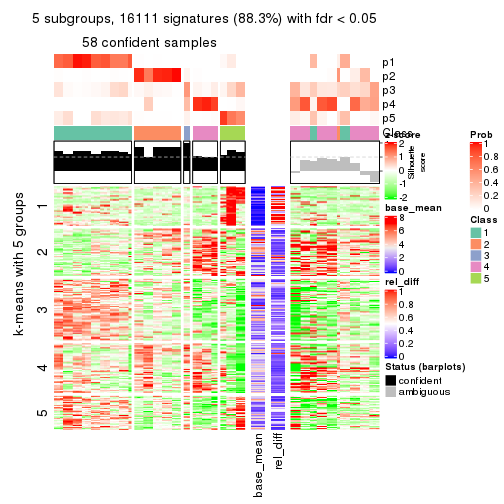 5 subgroups, 16111 signatures (88.3%) with fdr < 0.05
58 confident samples
p1
p2
p3
p4
p5
Class
z-score
2
1
0
-1
-2
Silhouette
score
base_mean
8
6
4
2
0
rel_diff
1
0.8
0.6
0.4
0.2
0
Status (barplots)
confident
ambiguous
Prob
1
0.8
0.6
0.4
0.2
0
Class
1
2
3
4
5
k-means with 5 groups
1
2
3
4
5
base_mean
rel_diff